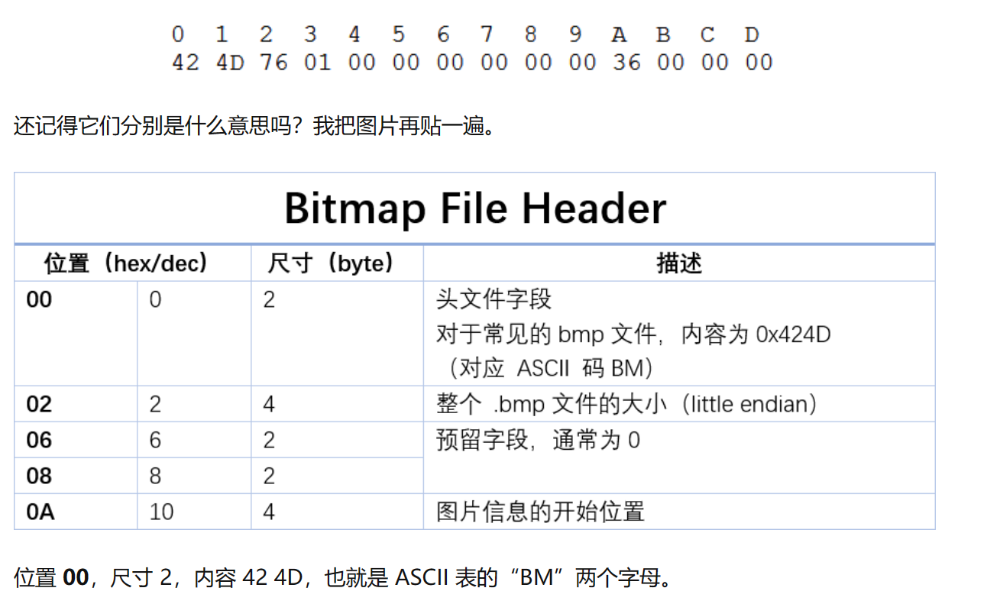 0 1 2 3 4 5 6 7 8 9 A B C D
42 4D 76 01 00 00 00 00 00 00 36 00 00 00
还记得它们分别是什么意思吗？我把图片再贴一遍。
Bitmap File Header
位置（hex/dec） 尺寸（byte） 描述
00 0 2 头文件字段
对于常见的 bmp 文件，内容为 0x424D
（对应 ASCII 码 BM）
02 2 4 整个 .bmp 文件的大小（little endian）
06 6 2 预留字段，通常为 0
08 8 2
0A 10 4 图片信息的开始位置
位置 00，尺寸 2，内容 42 4D，也就是 ASCII 表的“BM”两个字母。